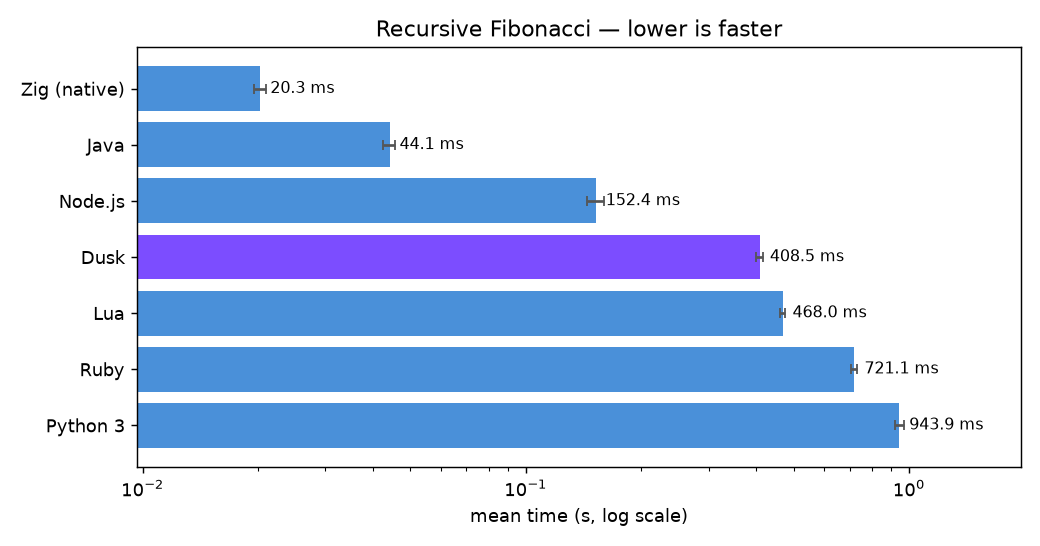 Recursive Fibonacci — lower is faster
Zig (native) 20.3 ms
Java 44.1 ms
Node.js 152.4 ms
Dusk 408.5 ms
Lua 468.0 ms
Ruby 721.1 ms
Python 3 943.9 ms
10⁻² 10⁻¹ 10⁰
mean time (s, log scale)